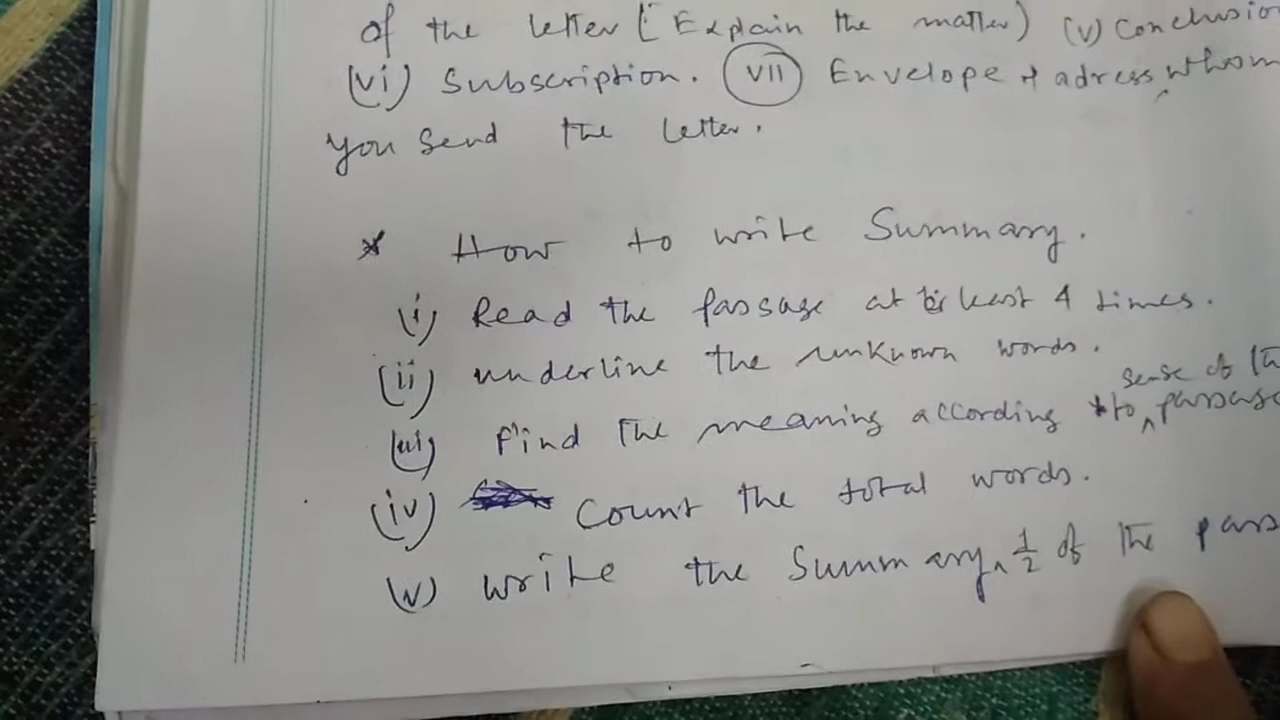 of the letter (Explain the matter) (v) Conclusion
(vi) Subscription. (VII) Envelope & adress whom
you send the letter.
* How to write Summary.
(i) Read the passage at least 4 times.
(ii) underline the unknown words.
sense of the
(iii) Find the meaning according to passage
(iv) Count the total words.
(v) write the Summary 1/2 of the pass